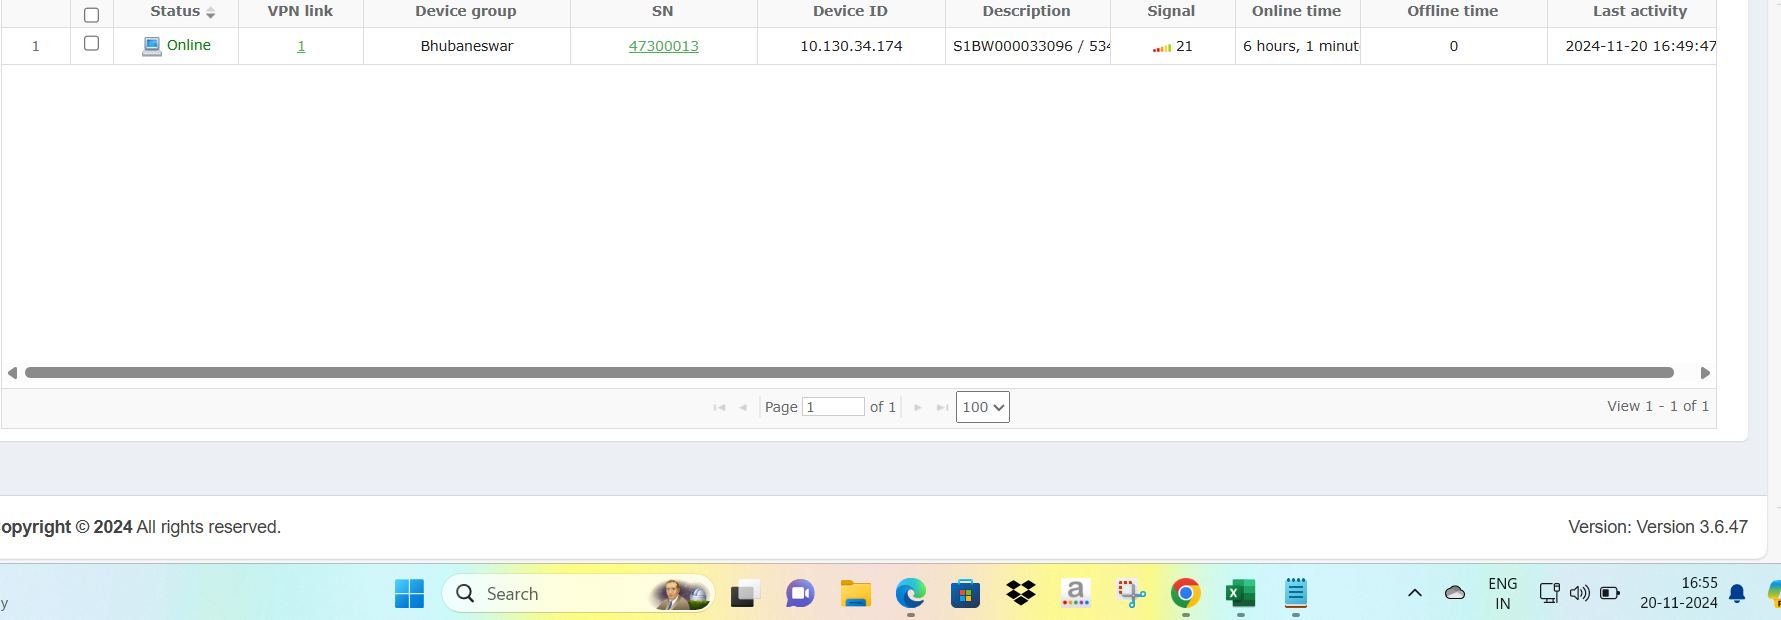 Status VPN link Device group SN Device ID Description Signal Online time Offline time Last activity
1 Online 1 Bhubaneswar 47300013 10.130.34.174 S1BW000033096 / 534 21 6 hours, 1 minut 0 2024-11-20 16:49:47
Page 1 of 1 100 View 1 - 1 of 1
opyright © 2024 All rights reserved. Version: Version 3.6.47
y Search a X ENG 16:55
IN 20-11-2024